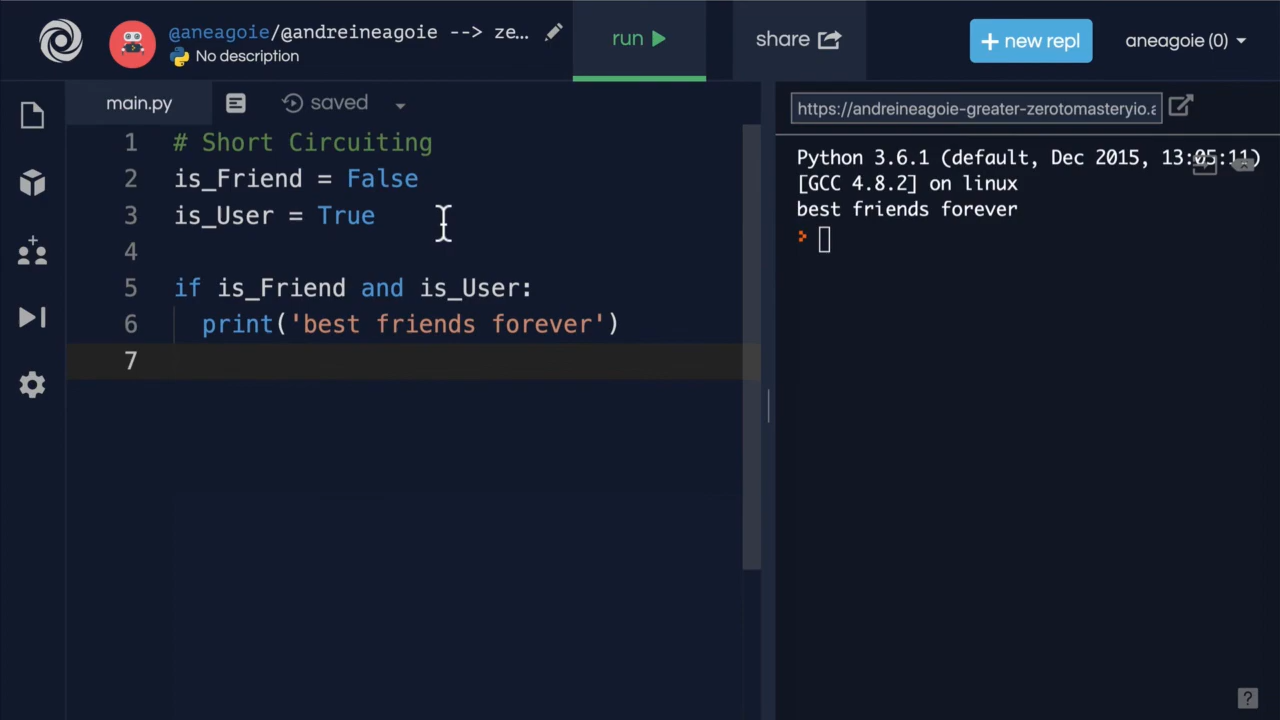 @aneagoie/@andreineagoie --> ze...
No description
run
share
+ new repl
aneagoie (0)
main.py
saved
https://andreineagoie-greater-zerotomasteryio.a
1 # Short Circuiting
2 is_Friend = False
3 is_User = True
4
5 if is_Friend and is_User:
6   print('best friends forever')
7
Python 3.6.1 (default, Dec 2015, 13:05:11)
[GCC 4.8.2] on linux
best friends forever
?